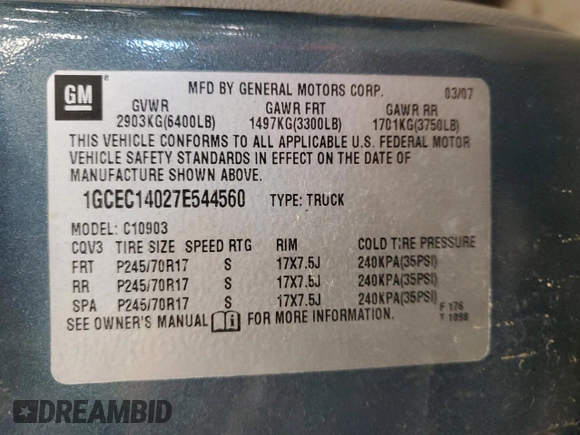 GM
®
MFD BY GENERAL MOTORS CORP. 03/07
GVWR GAWR FRT GAWR RR
2903KG(6400LB) 1497KG(3300LB) 1701KG(3750LB)
THIS VEHICLE CONFORMS TO ALL APPLICABLE U.S. FEDERAL MOTOR
VEHICLE SAFETY STANDARDS IN EFFECT ON THE DATE OF
MANUFACTURE SHOWN ABOVE.
1GCEC14027E544560 TYPE: TRUCK
MODEL: C10903
CQV3 TIRE SIZE SPEED RTG RIM COLD TIRE PRESSURE
FRT P245/70R17 S 17X7.5J 240KPA(35PSI)
RR P245/70R17 S 17X7.5J 240KPA(35PSI)
SPA P245/70R17 S 17X7.5J 240KPA(35PSI)
SEE OWNER'S MANUAL i FOR MORE INFORMATION. F 176
T 1098
DREAMBID